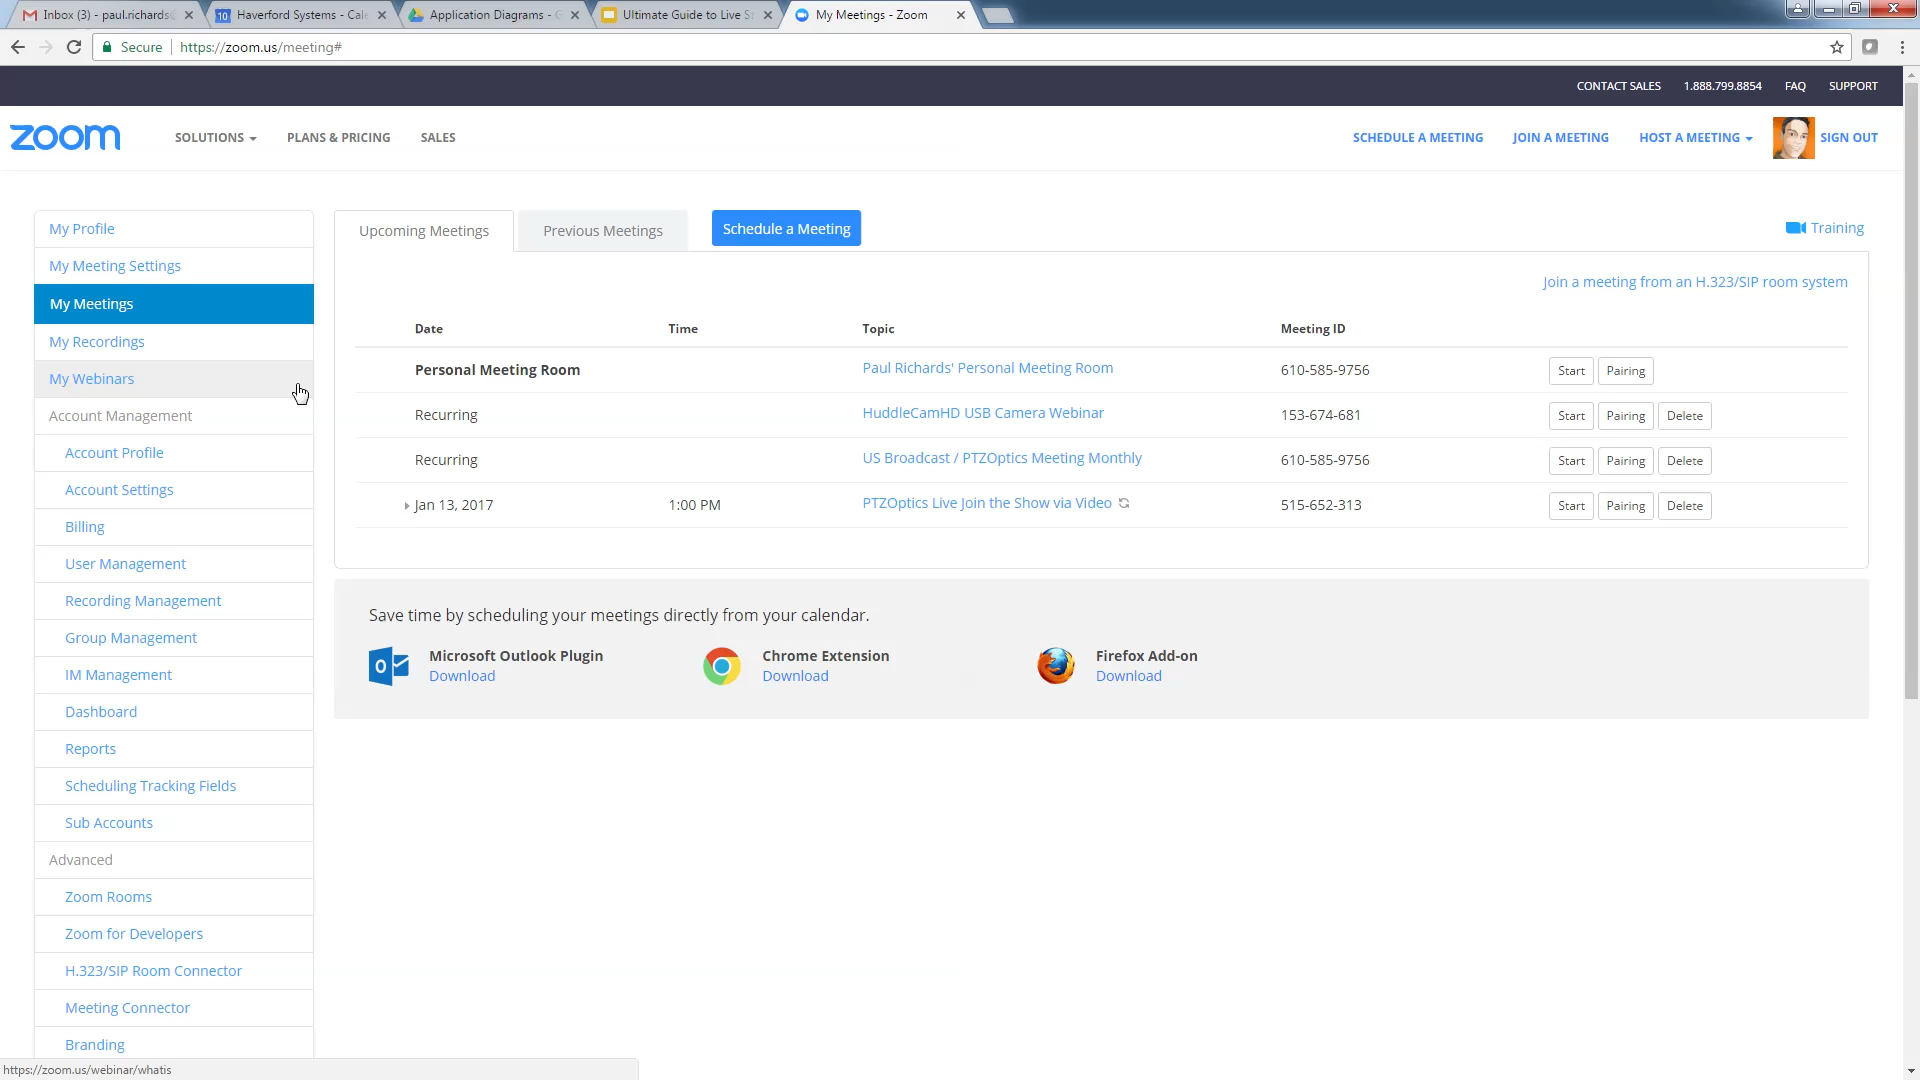 Inbox (3) - paul.richards
Haverford Systems - Cale
Application Diagrams - G
Ultimate Guide to Live S
My Meetings - Zoom
Secure
https://zoom.us/meeting#
CONTACT SALES 1.888.799.8854 FAQ SUPPORT
zoom
SOLUTIONS PLANS & PRICING SALES
SCHEDULE A MEETING JOIN A MEETING HOST A MEETING SIGN OUT
My Profile
My Meeting Settings
My Meetings
My Recordings
My Webinars
Account Management
Account Profile
Account Settings
Billing
User Management
Recording Management
Group Management
IM Management
Dashboard
Reports
Scheduling Tracking Fields
Sub Accounts
Advanced
Zoom Rooms
Zoom for Developers
H.323/SIP Room Connector
Meeting Connector
Branding
Upcoming Meetings Previous Meetings Schedule a Meeting Training
Join a meeting from an H.323/SIP room system
Date Time Topic Meeting ID
Personal Meeting Room Paul Richards' Personal Meeting Room 610-585-9756 Start Pairing
Recurring HuddleCamHD USB Camera Webinar 153-674-681 Start Pairing Delete
Recurring US Broadcast / PTZOptics Meeting Monthly 610-585-9756 Start Pairing Delete
Jan 13, 2017 1:00 PM PTZOptics Live Join the Show via Video 515-652-313 Start Pairing Delete
Save time by scheduling your meetings directly from your calendar.
Microsoft Outlook Plugin
Download
Chrome Extension
Download
Firefox Add-on
Download
https://zoom.us/webinar/whatis